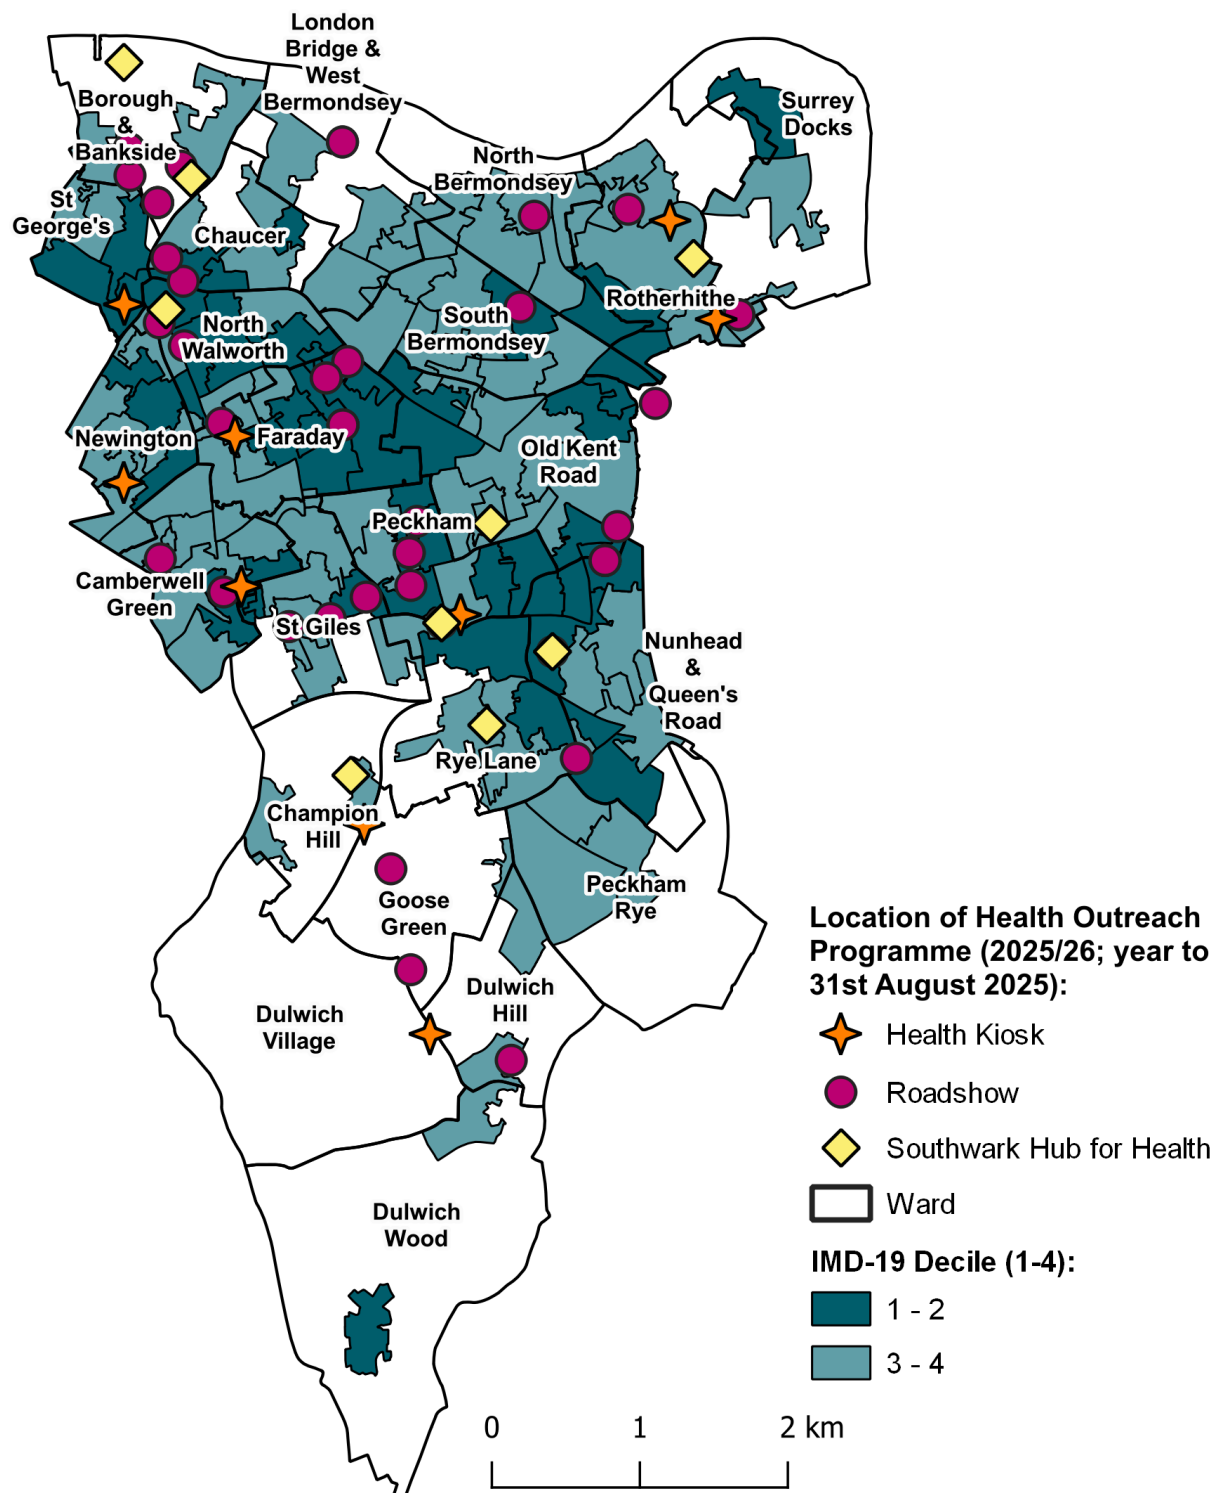 London
Bridge &
West
Bermondsey
Borough
&
Bankside
Surrey
Docks
North
Bermondsey
St
George's
Chaucer
Rotherhithe
South
Bermondsey
North
Walworth
Newington
Faraday
Old Kent
Road
Peckham
Camberwell
Green
St Giles
Nunhead
&
Queen's
Road
Rye Lane
Champion
Hill
Goose
Green
Peckham
Rye
Dulwich
Hill
Dulwich
Village
Dulwich
Wood
Location of Health Outreach
Programme (2025/26; year to
31st August 2025):
Health Kiosk
Roadshow
Southwark Hub for Health
Ward
IMD-19 Decile (1-4):
1 - 2
3 - 4
0 1 2 km